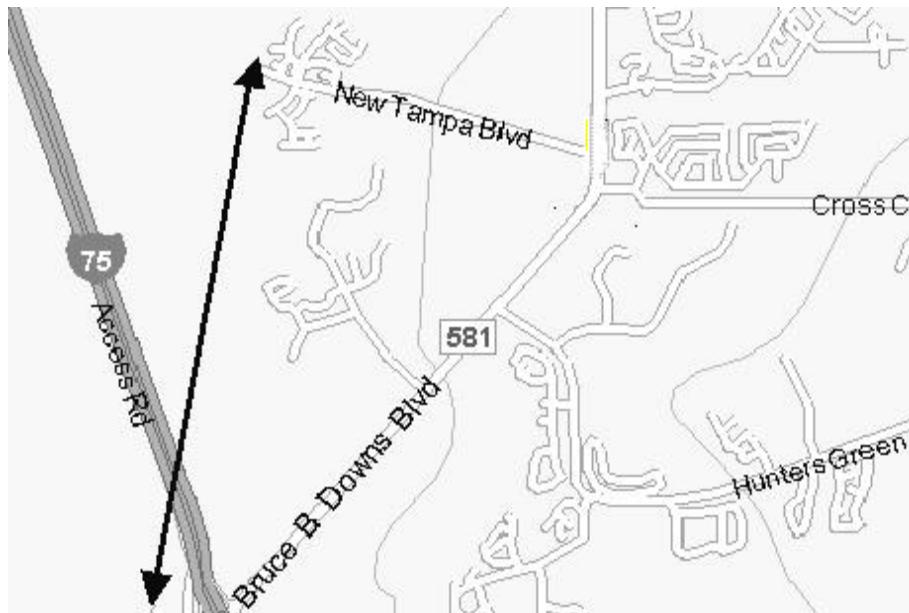 New Tampa Blvd
Cross C
75
Access Rd
581
Bruce B Downs Blvd
Hunters Green